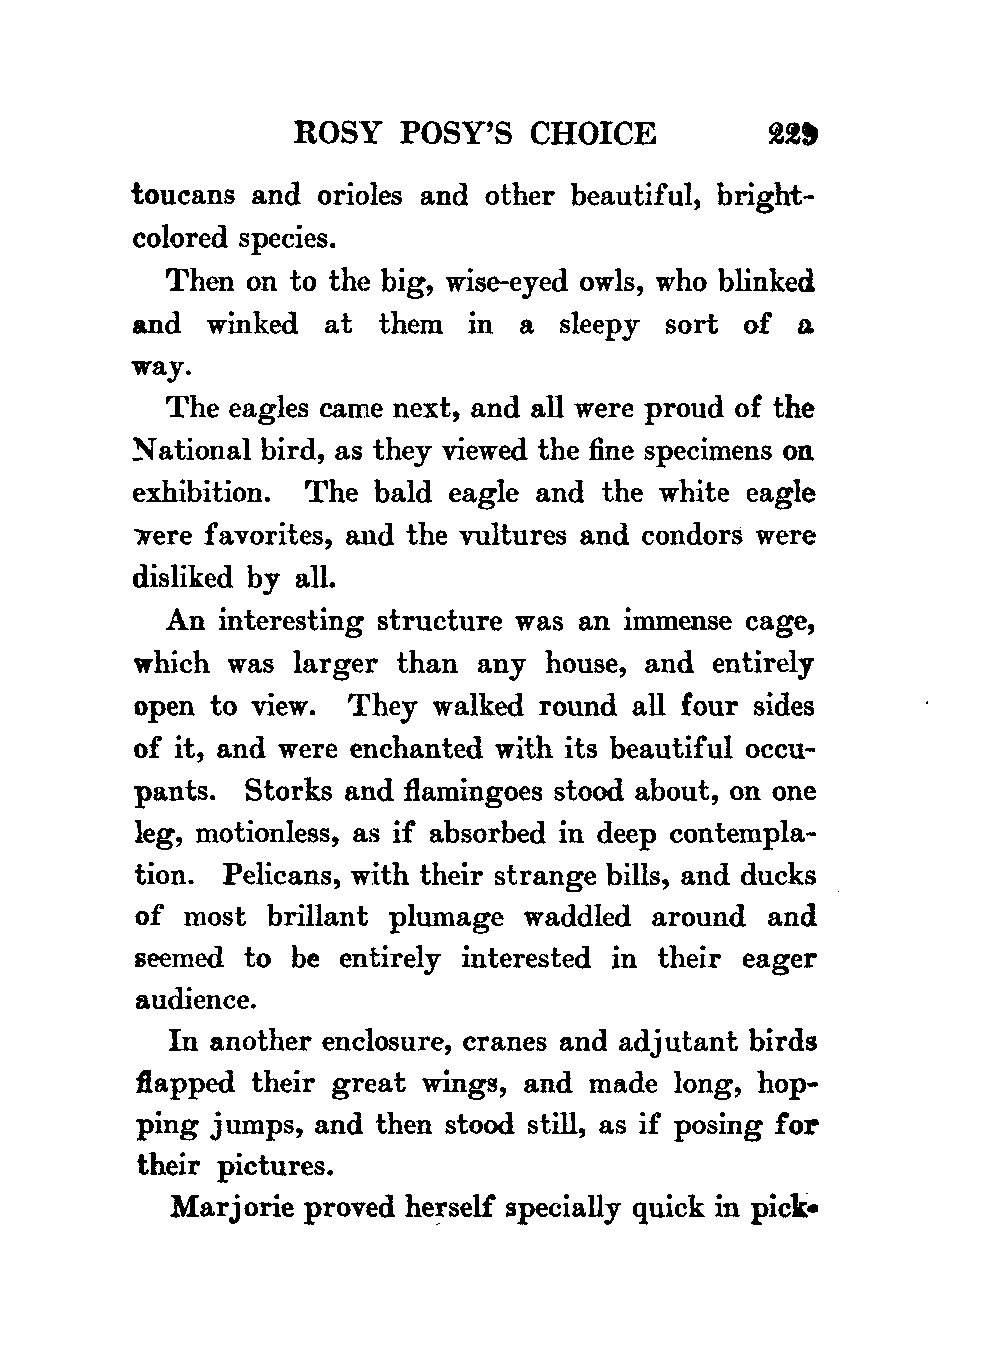 ROSY POSY'S CHOICE 229
toucans and orioles and other beautiful, bright-
colored species.
Then on to the big, wise-eyed owls, who blinked
and winked at them in a sleepy sort of a
way.
The eagles came next, and all were proud of the
National bird, as they viewed the fine specimens on
exhibition. The bald eagle and the white eagle
were favorites, and the vultures and condors were
disliked by all.
An interesting structure was an immense cage,
which was larger than any house, and entirely
open to view. They walked round all four sides
of it, and were enchanted with its beautiful occu-
pants. Storks and flamingoes stood about, on one
leg, motionless, as if absorbed in deep contempla-
tion. Pelicans, with their strange bills, and ducks
of most brillant plumage waddled around and
seemed to be entirely interested in their eager
audience.
In another enclosure, cranes and adjutant birds
flapped their great wings, and made long, hop-
ping jumps, and then stood still, as if posing for
their pictures.
Marjorie proved herself specially quick in pick-